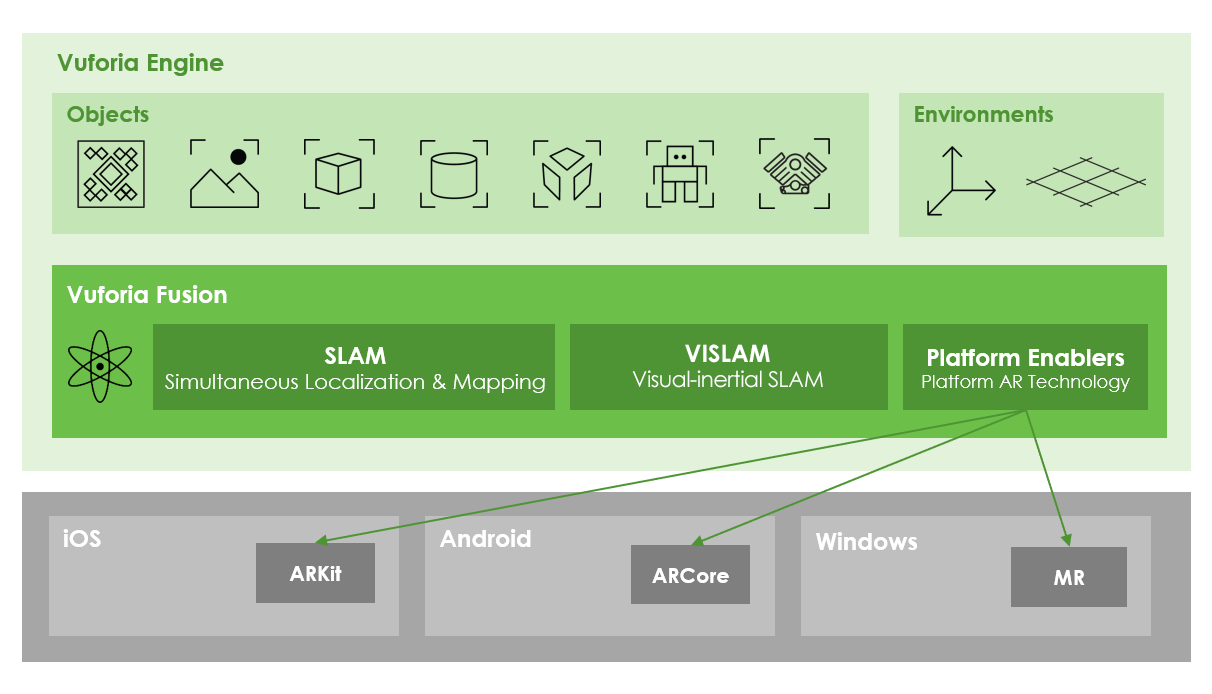 Vuforia Engine
Objects
Environments
Vuforia Fusion
SLAM
Simultaneous Localization & Mapping
VISLAM
Visual-inertial SLAM
Platform Enablers
Platform AR Technology
iOS
ARKit
Android
ARCore
Windows
MR